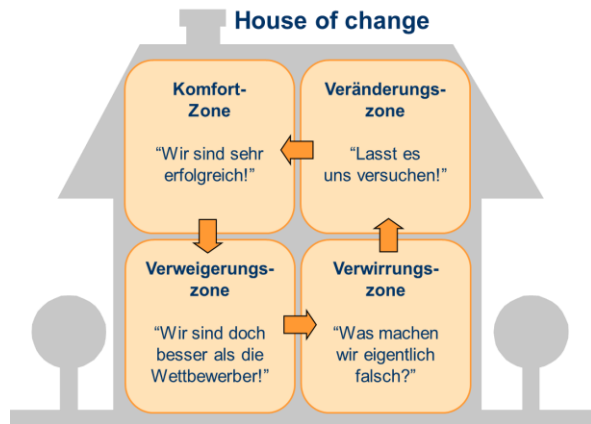 House of change
Komfort-
Zone
“Wir sind sehr
erfolgreich!”
Veränderungs-
zone
“Lasst es
uns versuchen!”
Verweigerungs-
zone
“Wir sind doch
besser als die
Wettbewerber!”
Verwirrungs-
zone
“Was machen
wir eigentlich
falsch?”